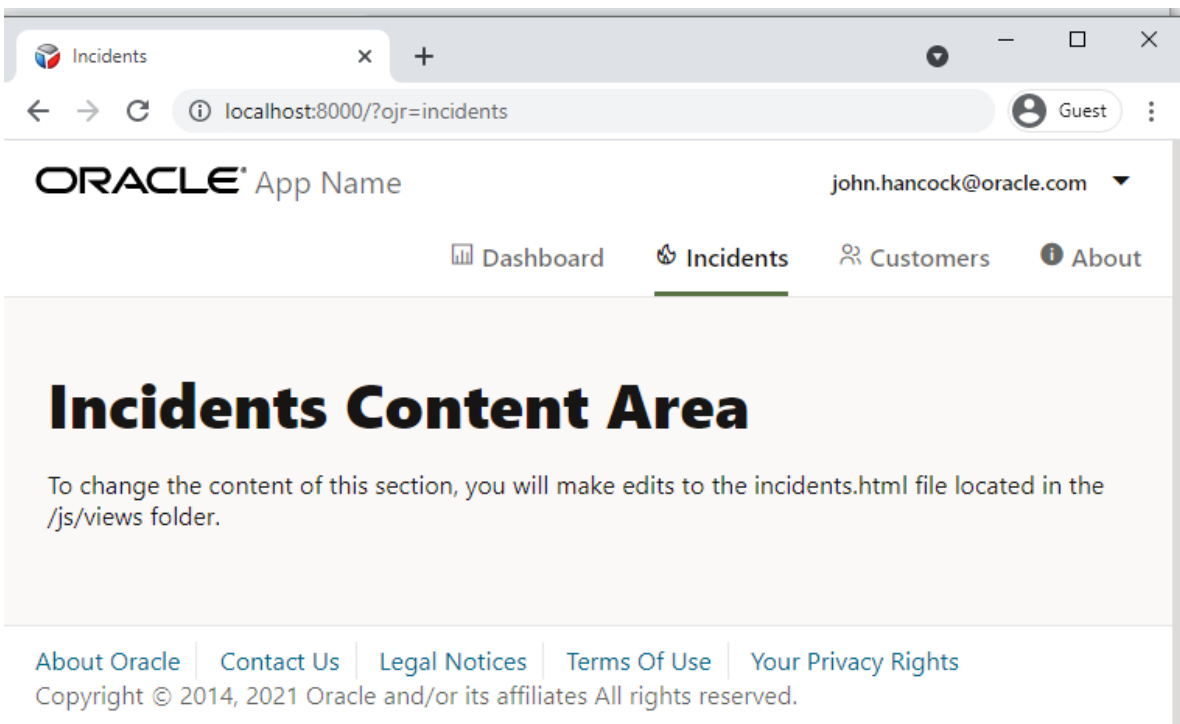 Incidents
localhost:8000/?ojr=incidents
Guest
ORACLE® App Name
john.hancock@oracle.com
Dashboard
Incidents
Customers
About
Incidents Content Area
To change the content of this section, you will make edits to the incidents.html file located in the
/js/views folder.
About Oracle
Contact Us
Legal Notices
Terms Of Use
Your Privacy Rights
Copyright © 2014, 2021 Oracle and/or its affiliates All rights reserved.